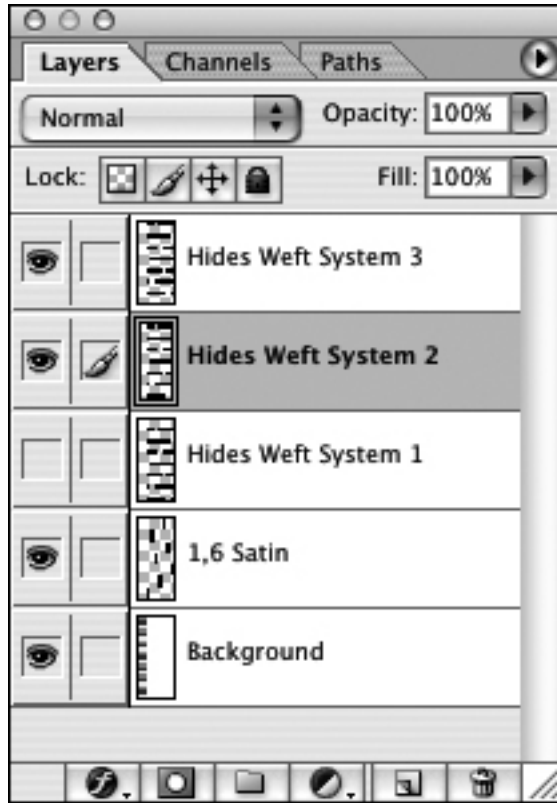 Layers Channels Paths
Normal Opacity: 100%
Lock: Fill: 100%
Hides Weft System 3
Hides Weft System 2
Hides Weft System 1
1,6 Satin
Background